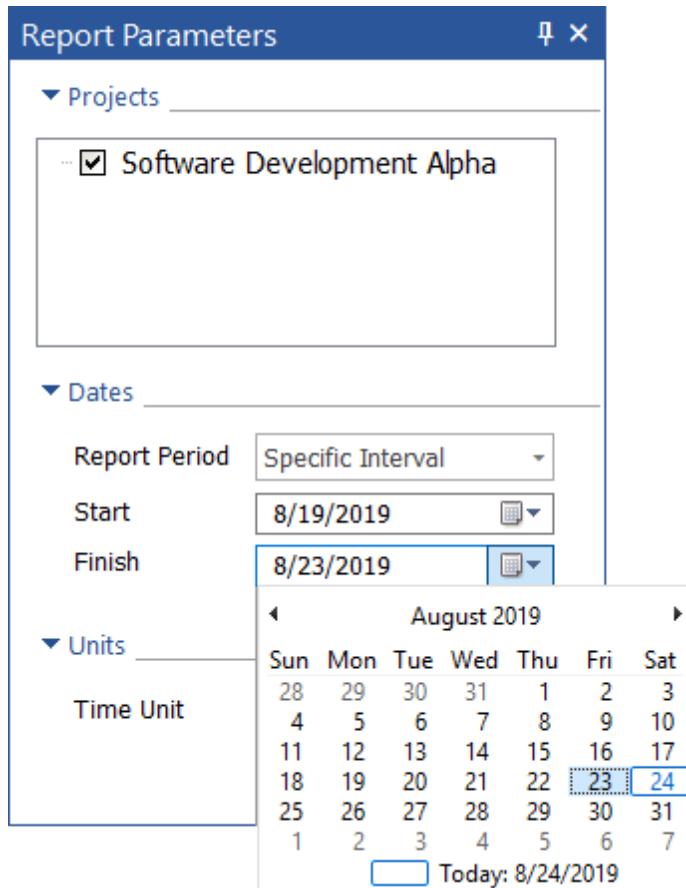 Report Parameters
Projects
Software Development Alpha
Dates
Report Period Specific Interval
Start 8/19/2019
Finish 8/23/2019
August 2019
Units
Sun Mon Tue Wed Thu Fri Sat
28 29 30 31 1 2 3
Time Unit
4 5 6 7 8 9 10
11 12 13 14 15 16 17
18 19 20 21 22 23 24
25 26 27 28 29 30 31
1 2 3 4 5 6 7
Today: 8/24/2019